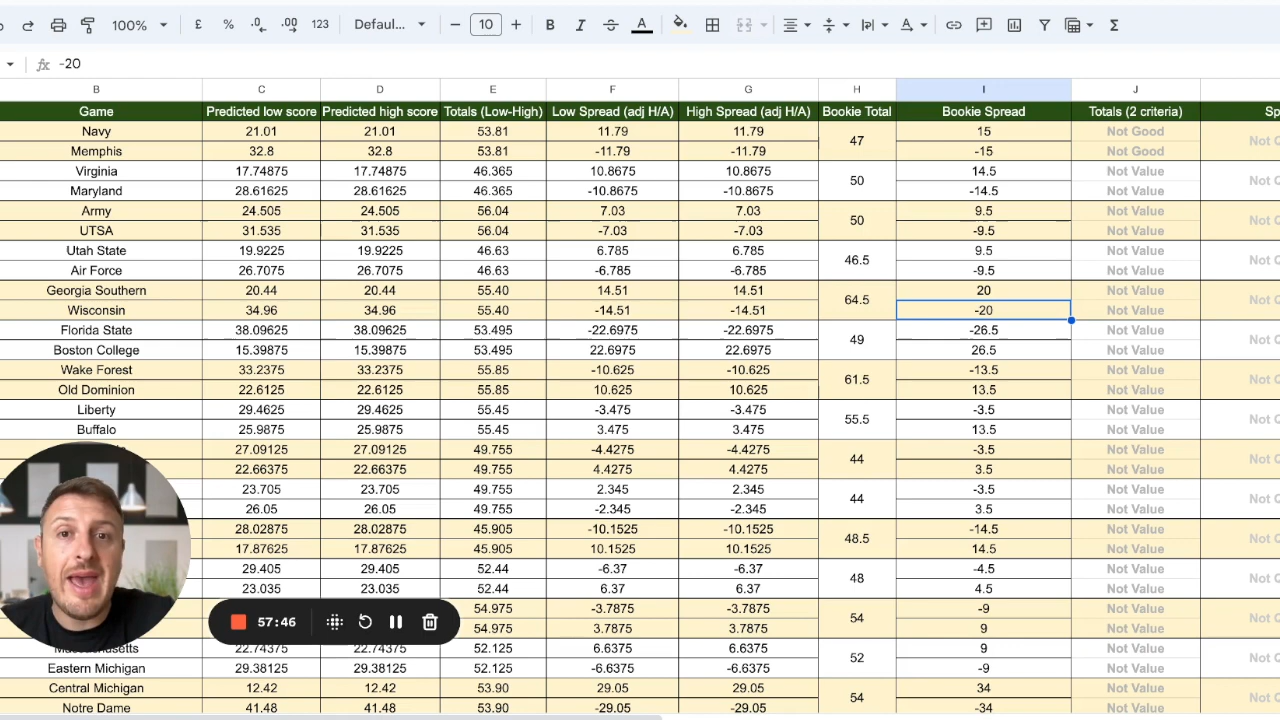 100% £ % .0 .00 123 Defaul... − 10 + B I S A Σ
fx -20
B C D E F G H I J
Game Predicted low score Predicted high score Totals (Low-High) Low Spread (adj H/A) High Spread (adj H/A) Bookie Total Bookie Spread Totals (2 criteria) Sp
Navy 21.01 21.01 53.81 11.79 11.79 47 15 Not Good Not Q
Memphis 32.8 32.8 53.81 -11.79 -11.79 -15 Not Good
Virginia 17.74875 17.74875 46.365 10.8675 10.8675 50 14.5 Not Value Not Q
Maryland 28.61625 28.61625 46.365 -10.8675 -10.8675 -14.5 Not Value
Army 24.505 24.505 56.04 7.03 7.03 50 9.5 Not Value Not Q
UTSA 31.535 31.535 56.04 -7.03 -7.03 -9.5 Not Value
Utah State 19.9225 19.9225 46.63 6.785 6.785 46.5 9.5 Not Value Not Q
Air Force 26.7075 26.7075 46.63 -6.785 -6.785 -9.5 Not Value
Georgia Southern 20.44 20.44 55.40 14.51 14.51 64.5 20 Not Value Not Q
Wisconsin 34.96 34.96 55.40 -14.51 -14.51 -20 Not Value
Florida State 38.09625 38.09625 53.495 -22.6975 -22.6975 49 -26.5 Not Value Not Q
Boston College 15.39875 15.39875 53.495 22.6975 22.6975 26.5 Not Value
Wake Forest 33.2375 33.2375 55.85 -10.625 -10.625 61.5 -13.5 Not Value Not Q
Old Dominion 22.6125 22.6125 55.85 10.625 10.625 13.5 Not Value
Liberty 29.4625 29.4625 55.45 -3.475 -3.475 55.5 -3.5 Not Value Not Q
Buffalo 25.9875 25.9875 55.45 3.475 3.475 13.5 Not Value
27.09125 27.09125 49.755 -4.4275 -4.4275 44 -3.5 Not Value Not Q
22.66375 22.66375 49.755 4.4275 4.4275 3.5 Not Value
23.705 23.705 49.755 2.345 2.345 44 -3.5 Not Value Not Q
26.05 26.05 49.755 -2.345 -2.345 3.5 Not Value
28.02875 28.02875 45.905 -10.1525 -10.1525 48.5 -14.5 Not Value Not Q
17.87625 17.87625 45.905 10.1525 10.1525 14.5 Not Value
29.405 29.405 52.44 -6.37 -6.37 48 -4.5 Not Value Not Q
23.035 23.035 52.44 6.37 6.37 4.5 Not Value
54.975 -3.7875 -3.7875 54 -9 Not Value Not Q
57:46 54.975 3.7875 3.7875 9 Not Value
22.74375 22.74375 52.125 6.6375 6.6375 52 9 Not Value Not Q
Eastern Michigan 29.38125 29.38125 52.125 -6.6375 -6.6375 -9 Not Value
Central Michigan 12.42 12.42 53.90 29.05 29.05 54 34 Not Value Not Q
Notre Dame 41.48 41.48 53.90 -29.05 -29.05 -34 Not Value